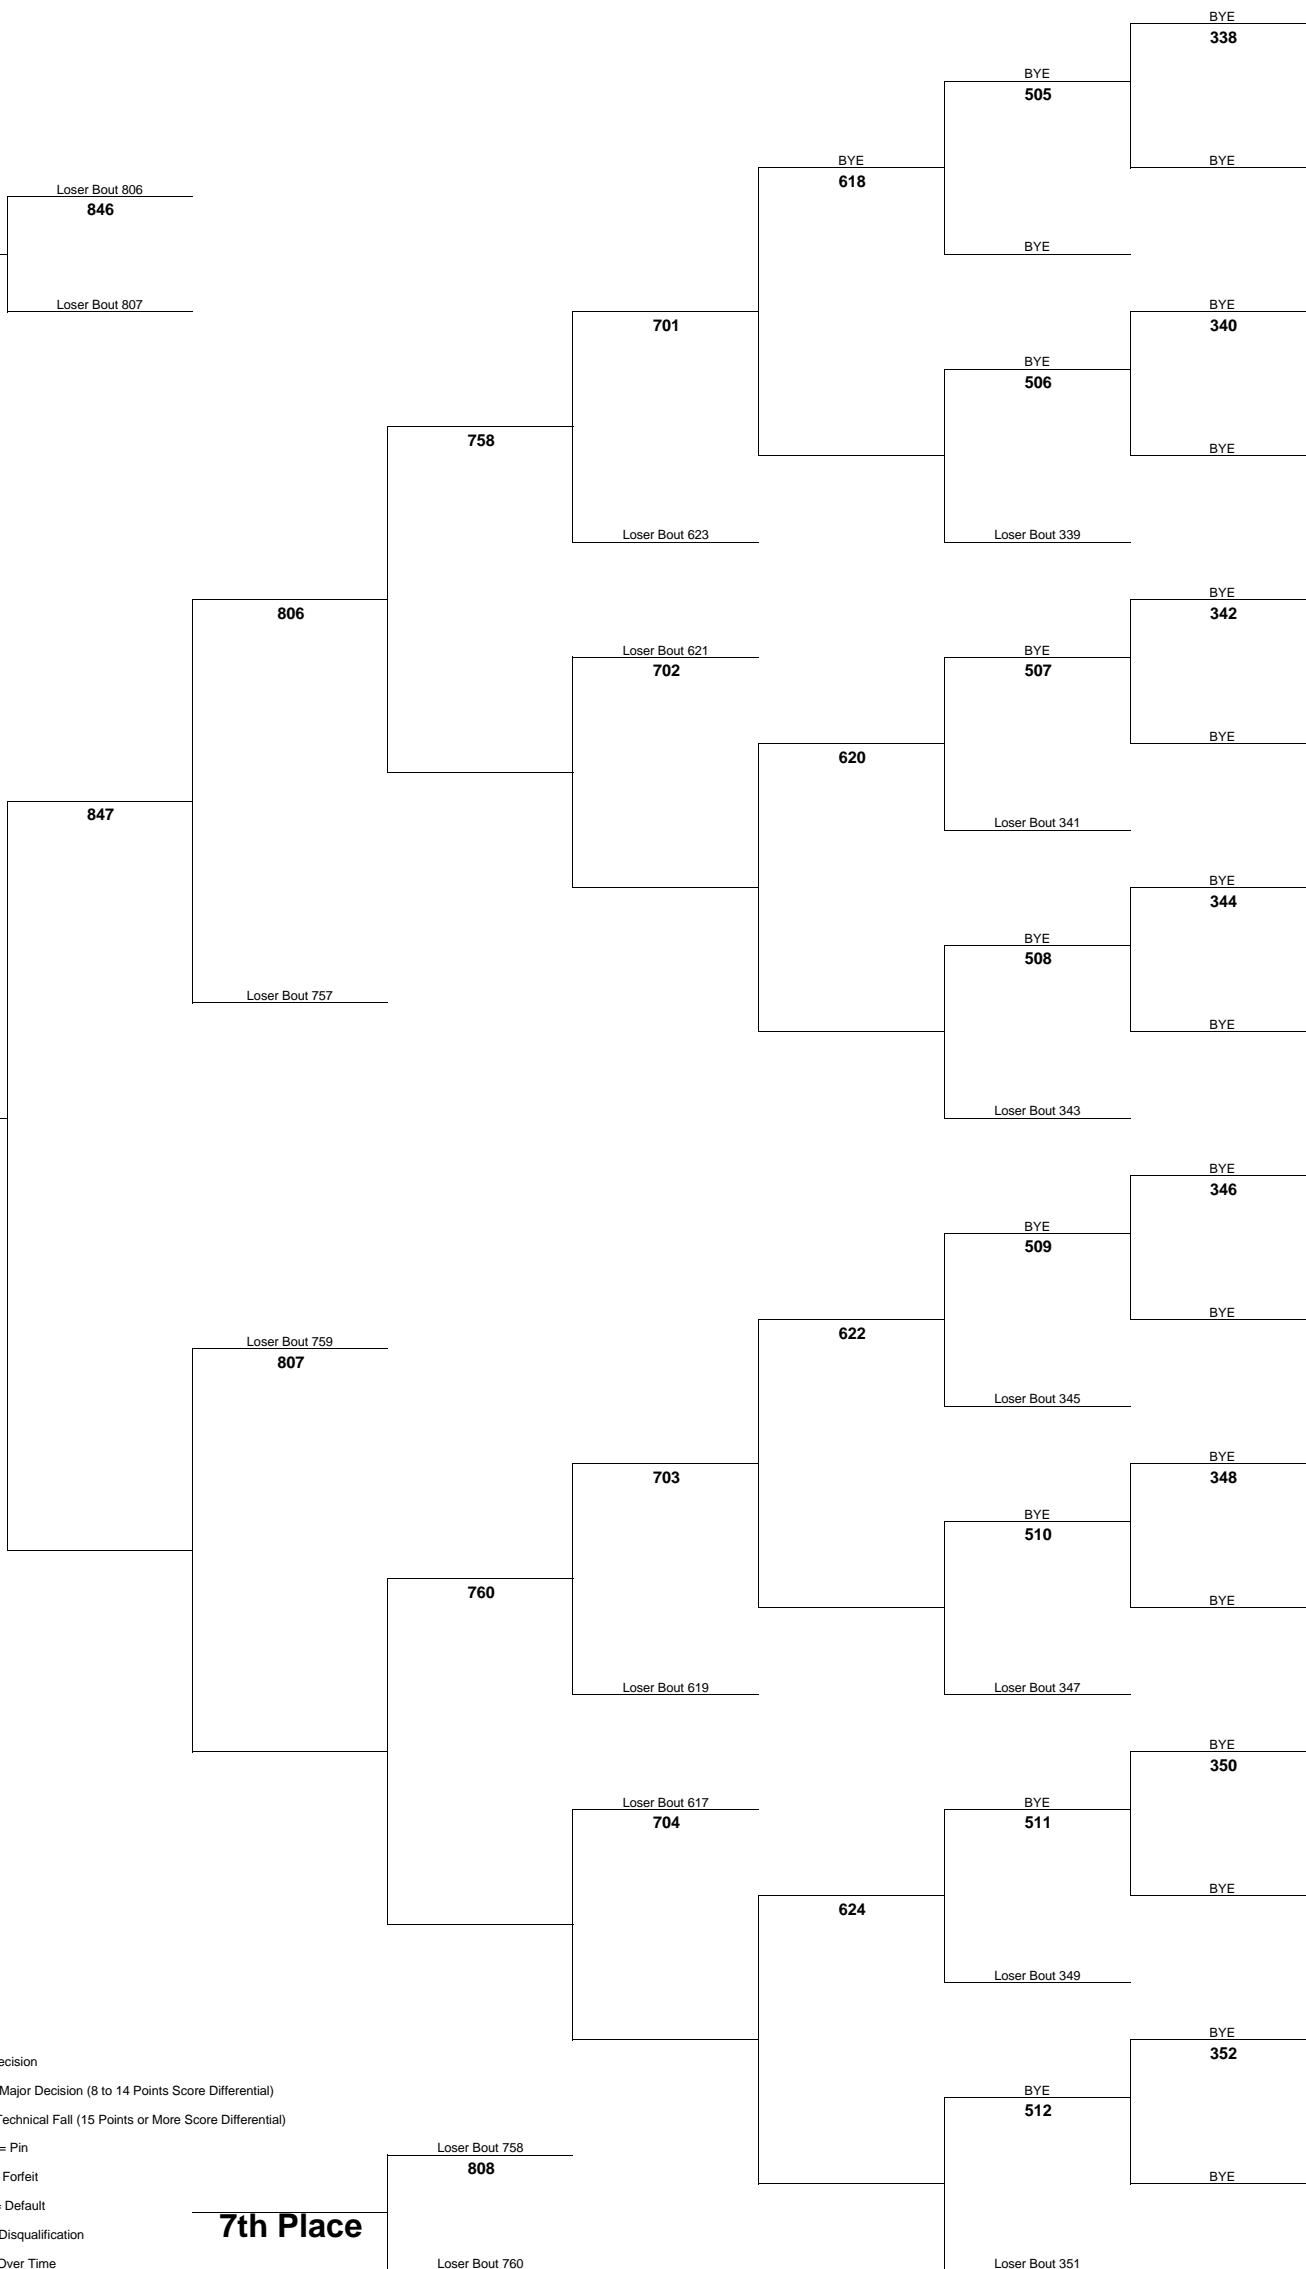 BYE
338
BYE
505
BYE
BYE
618
Loser Bout 806
846
BYE
Loser Bout 807
BYE
340
701
BYE
506
758
BYE
Loser Bout 623
Loser Bout 339
BYE
342
806
Loser Bout 621
702
BYE
507
BYE
620
847
Loser Bout 341
BYE
344
BYE
508
Loser Bout 757
BYE
Loser Bout 343
BYE
346
BYE
509
BYE
622
Loser Bout 759
807
Loser Bout 345
BYE
348
703
BYE
510
760
BYE
Loser Bout 619
Loser Bout 347
BYE
350
Loser Bout 617
704
BYE
511
BYE
624
Loser Bout 349
BYE
352
ecision
Major Decision (8 to 14 Points Score Differential)
BYE
512
Technical Fall (15 Points or More Score Differential)
= Pin
Loser Bout 758
808
Forfeit
BYE
= Default
7th Place
Disqualification
Over Time
Loser Bout 760
Loser Bout 351